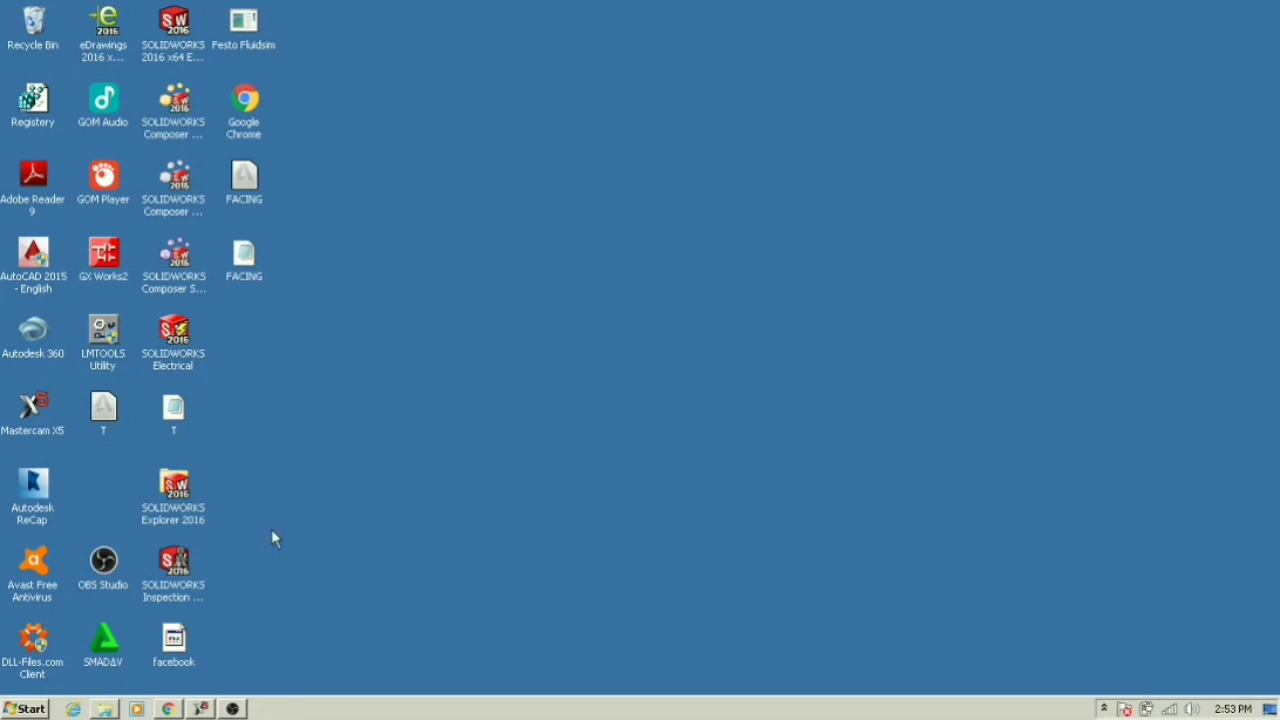 Recycle Bin
eDrawings
2016 x...
SOLIDWORKS
2016 x64 E...
Festo Fluidsim
Registery
GOM Audio
SOLIDWORKS
Composer ...
Google
Chrome
Adobe Reader
9
GOM Player
SOLIDWORKS
Composer ...
FACING
AutoCAD 2015
- English
GX Works2
SOLIDWORKS
Composer S...
FACING
Autodesk 360
LMTOOLS
Utility
SOLIDWORKS
Electrical
Mastercam X5
T
T
Autodesk
ReCap
SOLIDWORKS
Explorer 2016
Avast Free
Antivirus
OBS Studio
SOLIDWORKS
Inspection ...
DLL-Files.com
Client
SMADΔV
facebook
Start
2:53 PM